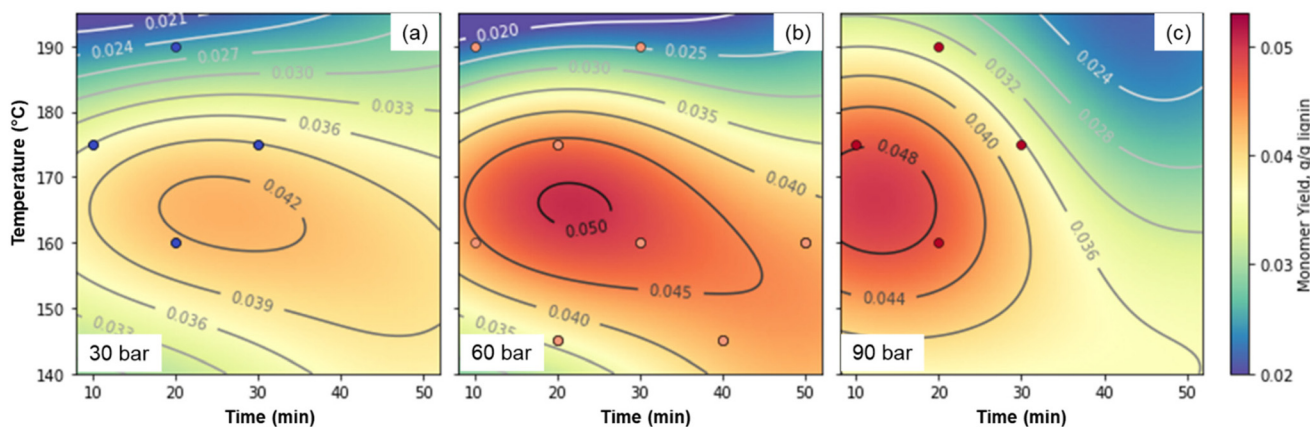 (a)
(b)
(c)
0.021
0.024
0.027
0.030
0.033
0.036
0.042
0.039
0.036
0.033
30 bar
0.020
0.025
0.030
0.035
0.040
0.050
0.045
0.040
0.035
60 bar
0.024
0.032
0.028
0.040
0.048
0.036
0.044
90 bar
Temperature (°C)
190
180
170
160
150
140
10 20 30 40 50
10 20 30 40 50
10 20 30 40 50
Time (min)
Time (min)
Time (min)
0.05
0.04
0.03
0.02
Monomer Yield, g/g lignin